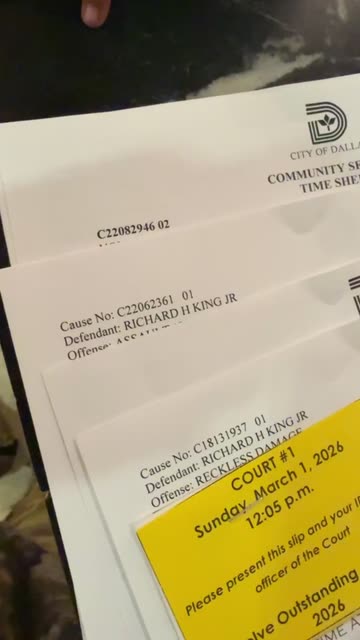 CITY OF DALLA
COMMUNITY SE
TIME SHE
C22082946 02
Cause No: C22062361 01
Defendant: RICHARD H KING JR
Offense:
Cause No: C18131937 01
Defendant: RICHARD H KING JR
Offense: RECKLESS DAMAGE
COURT #1
Sunday, March 1, 2026
12:05 p.m.
Please present this slip and your
officer of the Court
Outstanding
2026